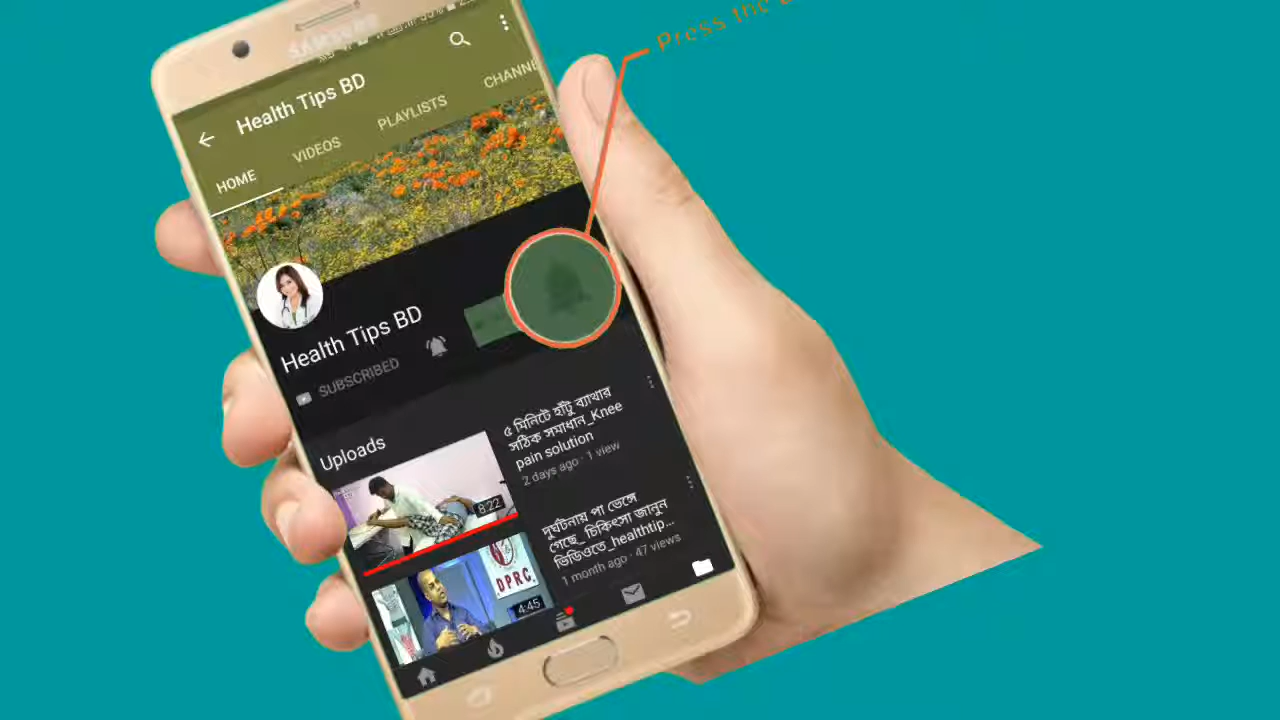 Press the
SAMSUNG
Health Tips BD
HOME
VIDEOS
PLAYLISTS
Health Tips BD
SUBSCRIBED
Uploads
৫ মিনিটে হাঁটু ব্যাথার
সঠিক সমাধান_Knee
pain solution
2 days ago · 1 view
8:22
দুর্ঘটনায় পা ভেঙ্গে
গেছে_ চিকিৎসা জানুন
ভিডিওতে_healthtip...
1 month ago · 47 views
DPRC
4:45